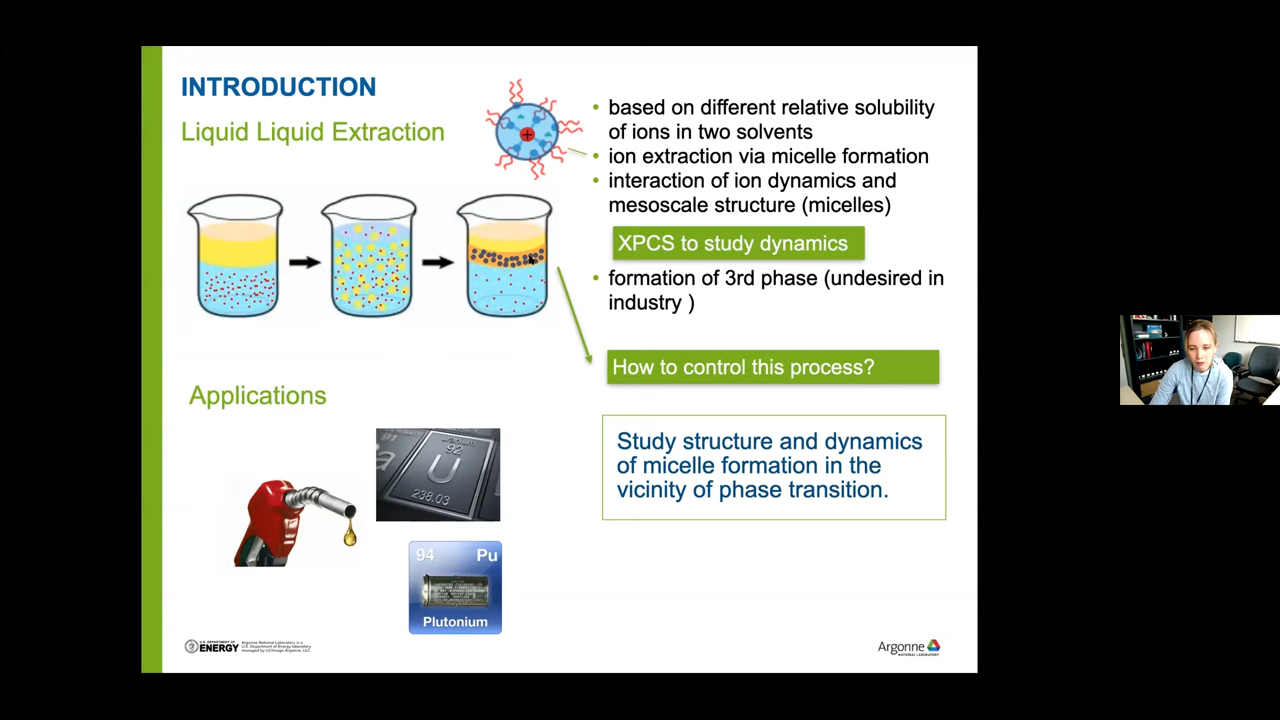 INTRODUCTION
Liquid Liquid Extraction
• based on different relative solubility
of ions in two solvents
• ion extraction via micelle formation
• interaction of ion dynamics and
mesoscale structure (micelles)
XPCS to study dynamics
• formation of 3rd phase (undesired in
industry )
How to control this process?
Study structure and dynamics
of micelle formation in the
vicinity of phase transition.
Applications
92
U
238.03
94 Pu
Plutonium
U.S. DEPARTMENT OF
ENERGY
Argonne National Laboratory is a
U.S. Department of Energy laboratory
managed by UChicago Argonne, LLC.
Argonne
NATIONAL LABORATORY